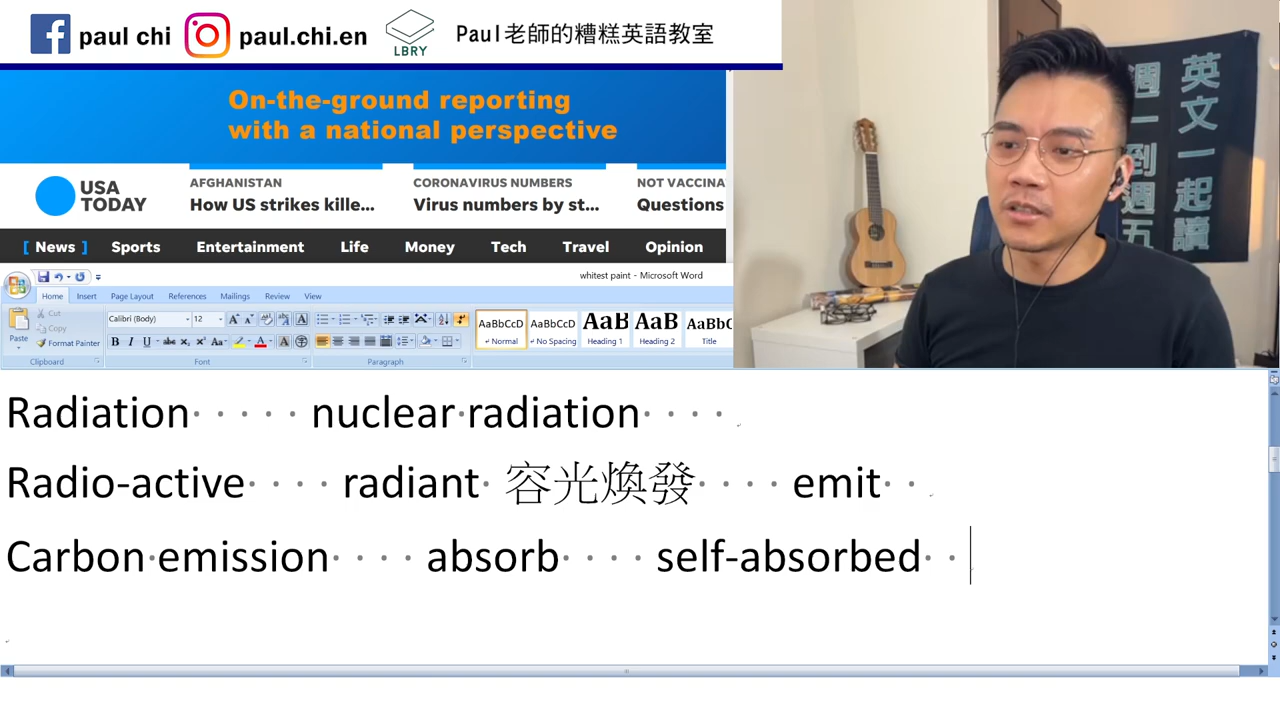 paul chi paul.chi.en LBRY Paul老師的糟糕英語教室
On-the-ground reporting
with a national perspective
USA TODAY
AFGHANISTAN
How US strikes kille...
CORONAVIRUS NUMBERS
Virus numbers by st...
NOT VACCINA
Questions
[ News ] Sports Entertainment Life Money Tech Travel Opinion
whitest paint - Microsoft Word
Home Insert Page Layout References Mailings Review View
Paste
Cut
Copy
Format Painter
Clipboard
Calibri (Body) 12
Font
Paragraph
AaBbCcD AaBbCcD AaBb AaB AaBbC
Normal No Spacing Heading 1 Heading 2 Title
英文一起讀
週一到週五
Radiation nuclear radiation
Radio-active radiant 容光煥發 emit
Carbon emission absorb self-absorbed